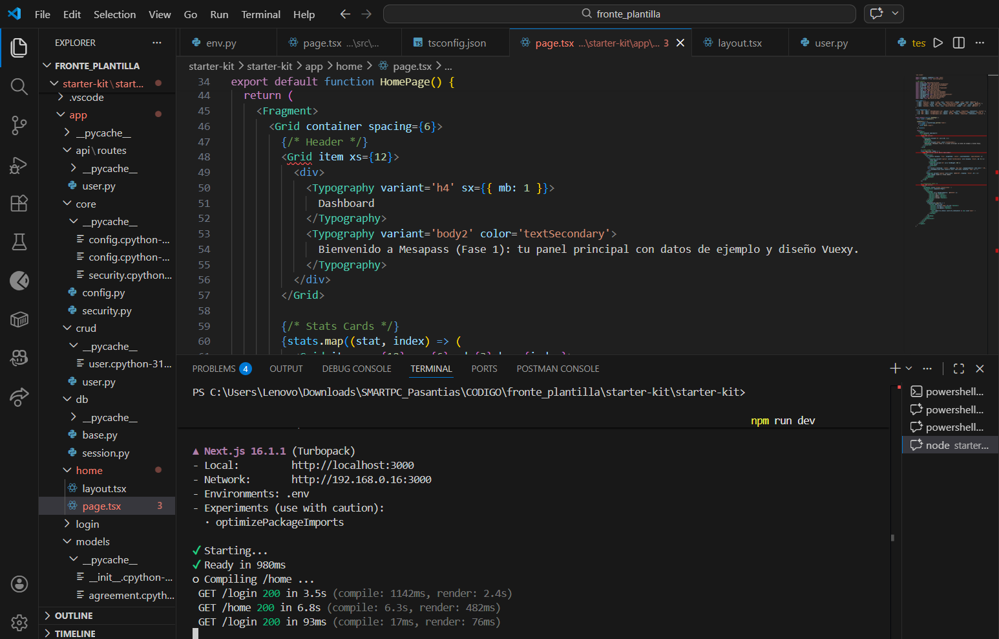 File Edit Selection View Go Run Terminal Help
fronte_plantilla
EXPLORER
env.py
page.tsx ...\src\...
tsconfig.json
page.tsx ...\starter-kit\app\... 3
layout.tsx
user.py
tes
FRONTE_PLANTILLA
starter-kit\start...
.vscode
app
__pycache__
api\routes
__pycache__
user.py
core
__pycache__
config.cpython-...
config.cpython-...
security.cpython...
config.py
security.py
crud
__pycache__
user.cpython-31...
user.py
db
__pycache__
base.py
session.py
home
layout.tsx
page.tsx 3
login
models
__pycache__
__init__.cpython-...
agreement.cpyth...
OUTLINE
TIMELINE
starter-kit > starter-kit > app > home > page.tsx > ...
34 export default function HomePage() {
44 return (
45 <Fragment>
46 <Grid container spacing={6}>
47 {/* Header */}
48 <Grid item xs={12}>
49 <div>
50 <Typography variant='h4' sx={{ mb: 1 }}>
51 Dashboard
52 </Typography>
53 <Typography variant='body2' color='textSecondary'>
54 Bienvenido a Mesapass (Fase 1): tu panel principal con datos de ejemplo y diseño Vuexy.
55 </Typography>
56 </div>
57 </Grid>
58
59 {/* Stats Cards */}
60 {stats.map((stat, index) => (
PROBLEMS 4 OUTPUT DEBUG CONSOLE TERMINAL PORTS POSTMAN CONSOLE
PS C:\Users\Lenovo\Downloads\SMARTPC_Pasantias\CODIGO\fronte_plantilla\starter-kit\starter-kit>
npm run dev
▲ Next.js 16.1.1 (Turbopack)
- Local: http://localhost:3000
- Network: http://192.168.0.16:3000
- Environments: .env
- Experiments (use with caution):
· optimizePackageImports
✓ Starting...
✓ Ready in 980ms
○ Compiling /home ...
GET /login 200 in 3.5s (compile: 1142ms, render: 2.4s)
GET /home 200 in 6.8s (compile: 6.3s, render: 482ms)
GET /login 200 in 93ms (compile: 17ms, render: 76ms)
powershell...
powershell...
powershell...
node starter...